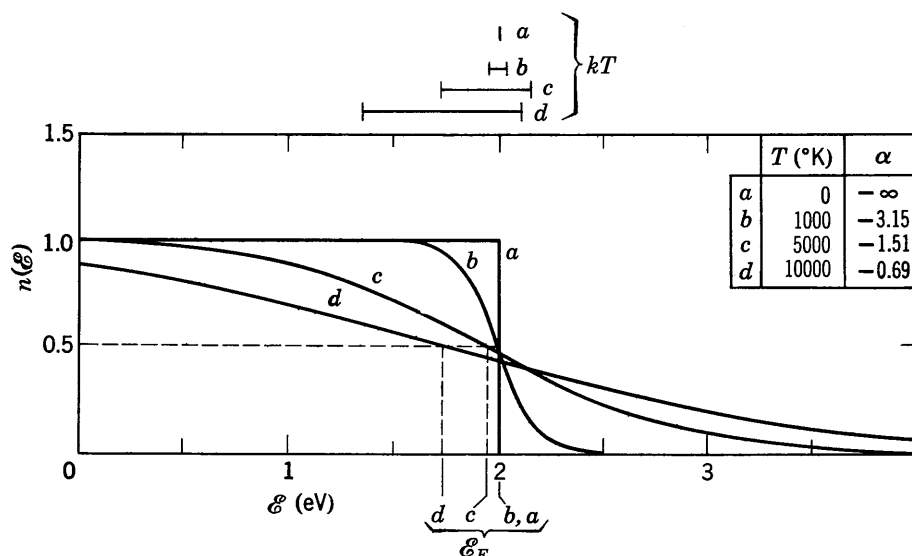 a
b
c
d
kT
1.5
1.0
0.5
0
n(ℰ)
b
a
c
d
T (°K) α
a 0 −∞
b 1000 −3.15
c 5000 −1.51
d 10000 −0.69
0 1 2 3
ℰ (eV)
d c b, a
ℰF